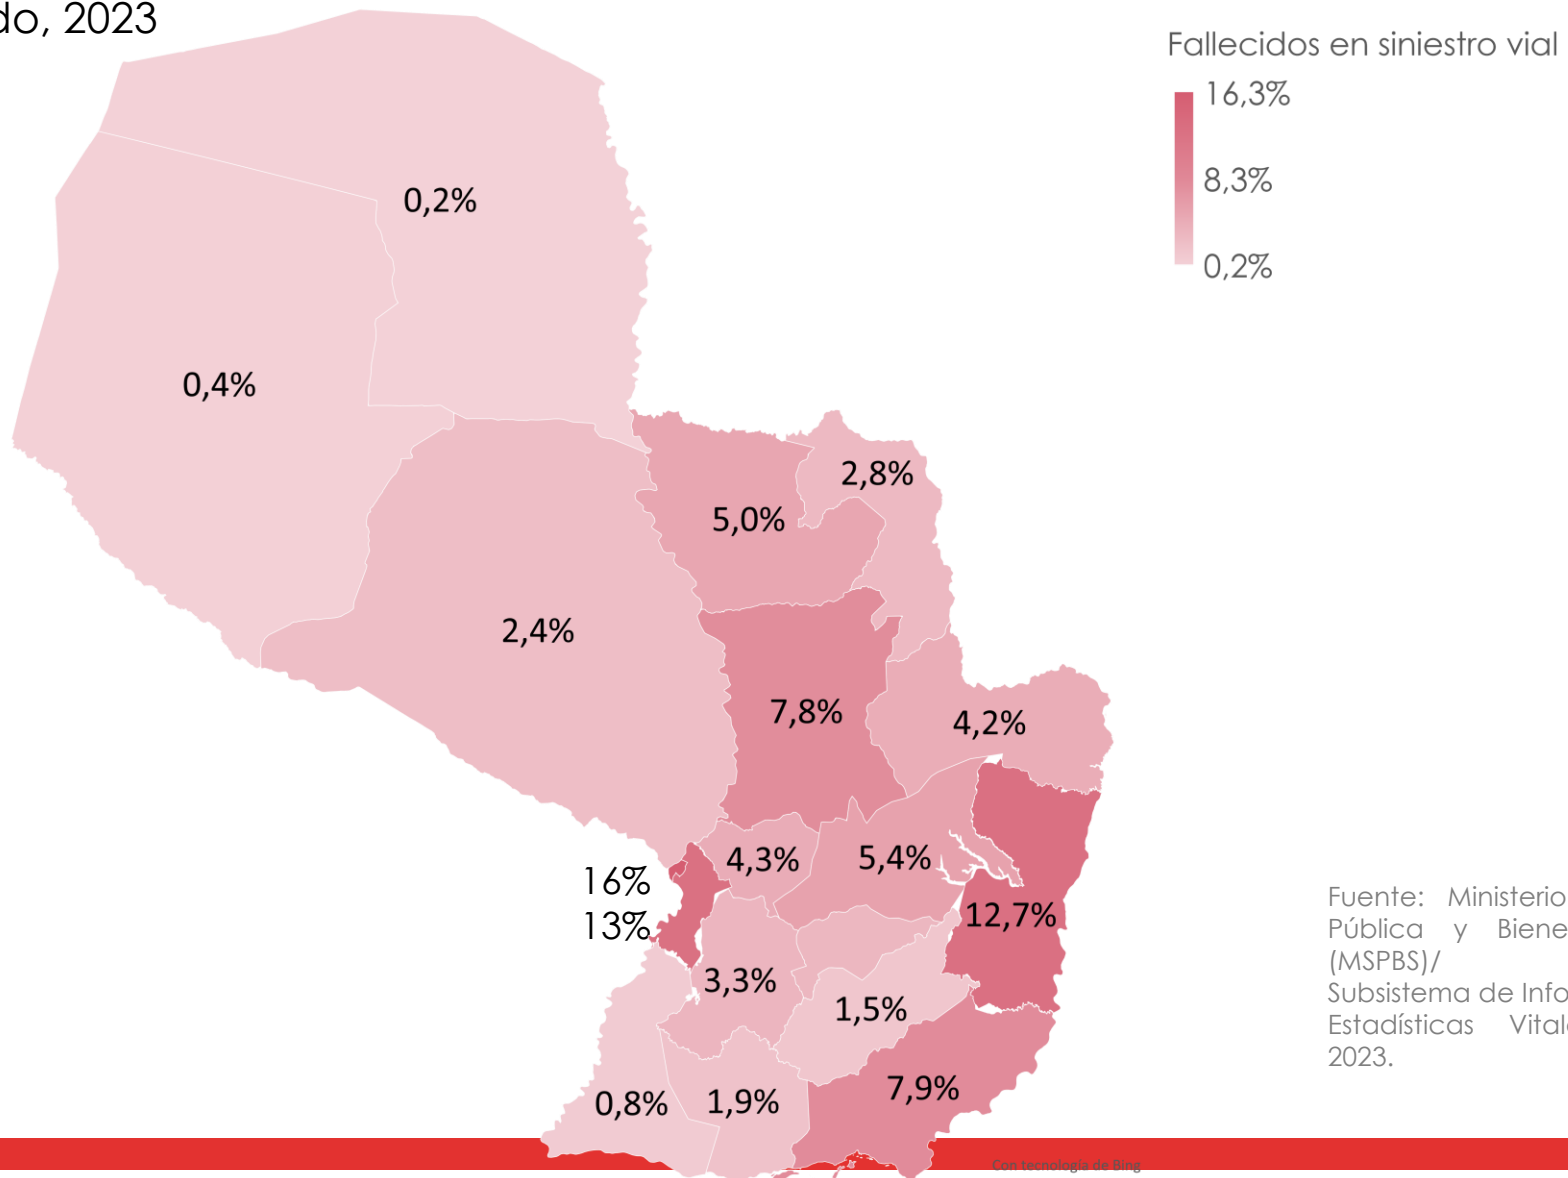 do, 2023
Fallecidos en siniestro vial
16,3%
8,3%
0,2%
0,2%
0,4%
2,8%
5,0%
2,4%
7,8%
4,2%
4,3%
5,4%
16%
13%
12,7%
3,3%
1,5%
7,9%
0,8%
1,9%
Fuente: Ministerio
Pública y Biene
(MSPBS)/
Subsistema de Info
Estadísticas Vital
2023.
Con tecnología de Bing